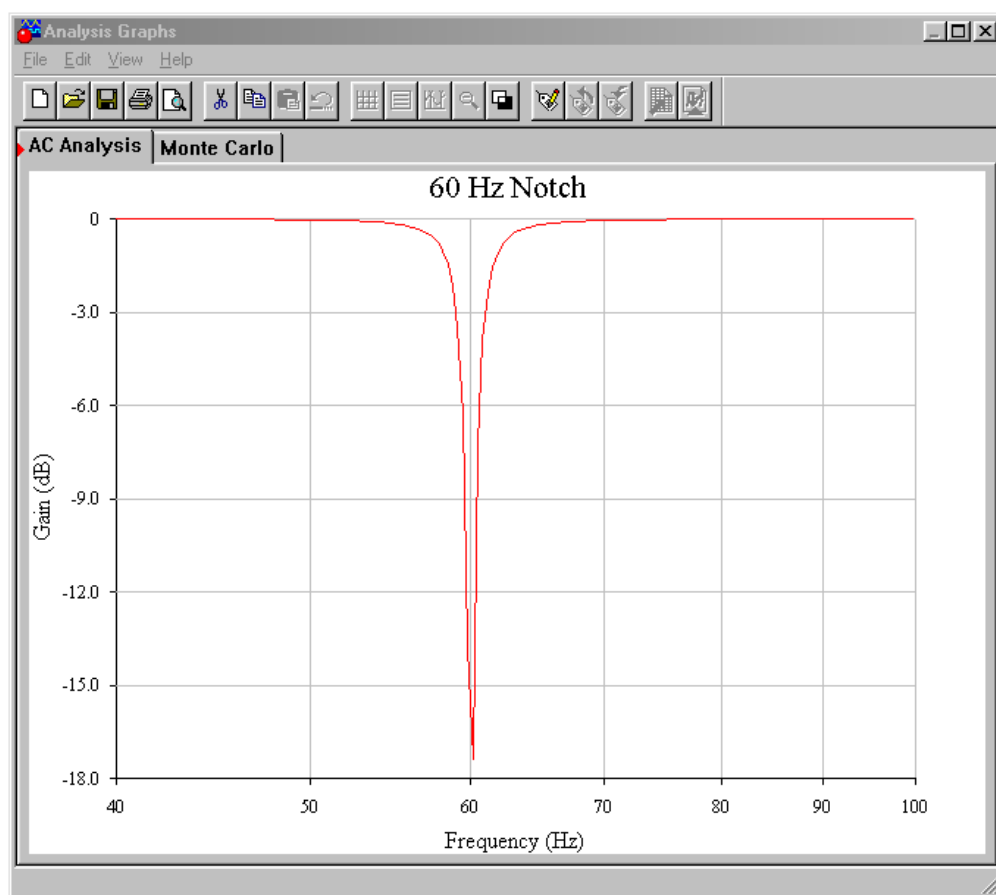 Analysis Graphs
File Edit View Help
AC Analysis Monte Carlo
60 Hz Notch
0
-3.0
-6.0
-9.0
-12.0
-15.0
-18.0
Gain (dB)
40 50 60 70 80 90 100
Frequency (Hz)